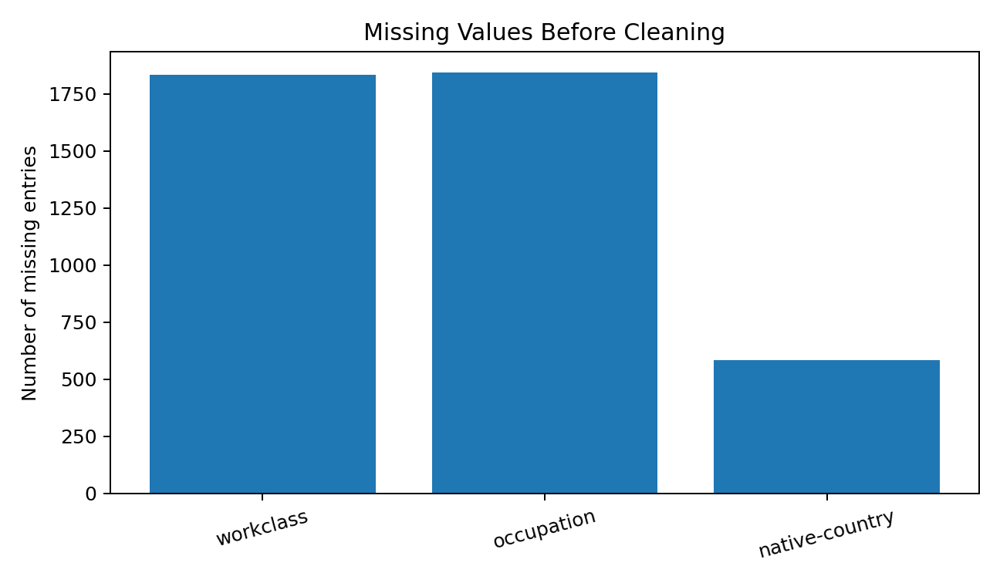 Missing Values Before Cleaning
Number of missing entries
1750
1500
1250
1000
750
500
250
0
workclass
occupation
native-country